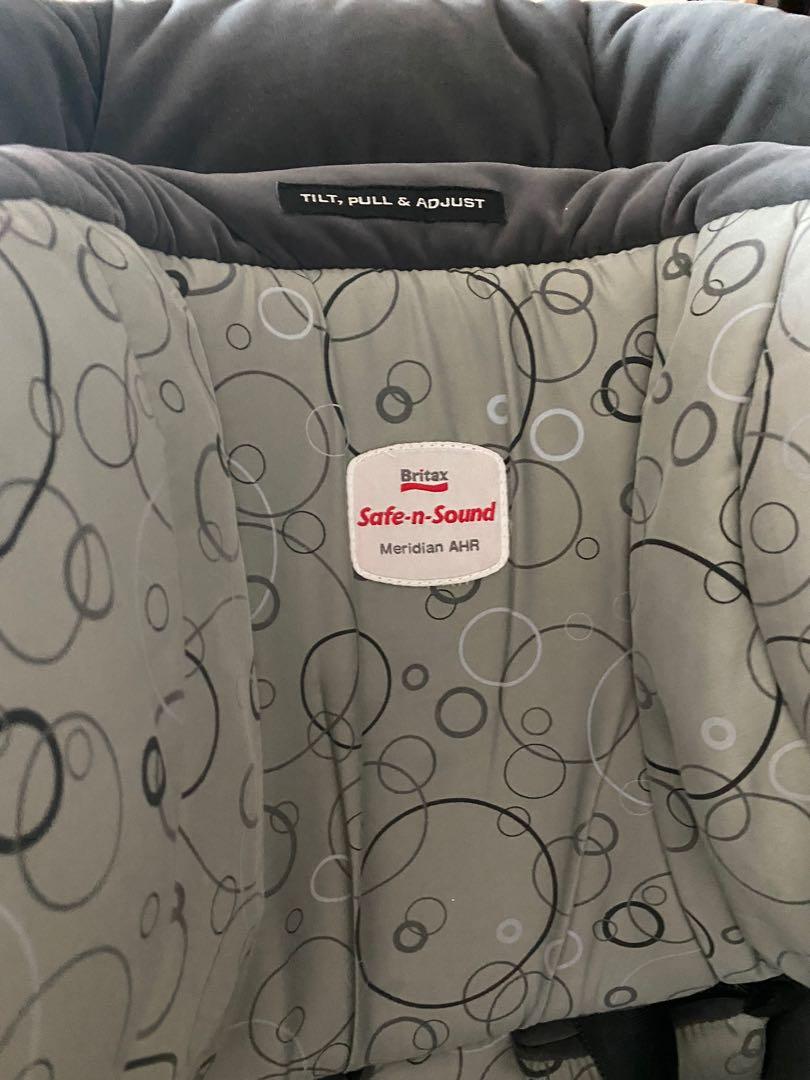 TILT, PULL & ADJUST
Britax
Safe-n-Sound
Meridian AHR